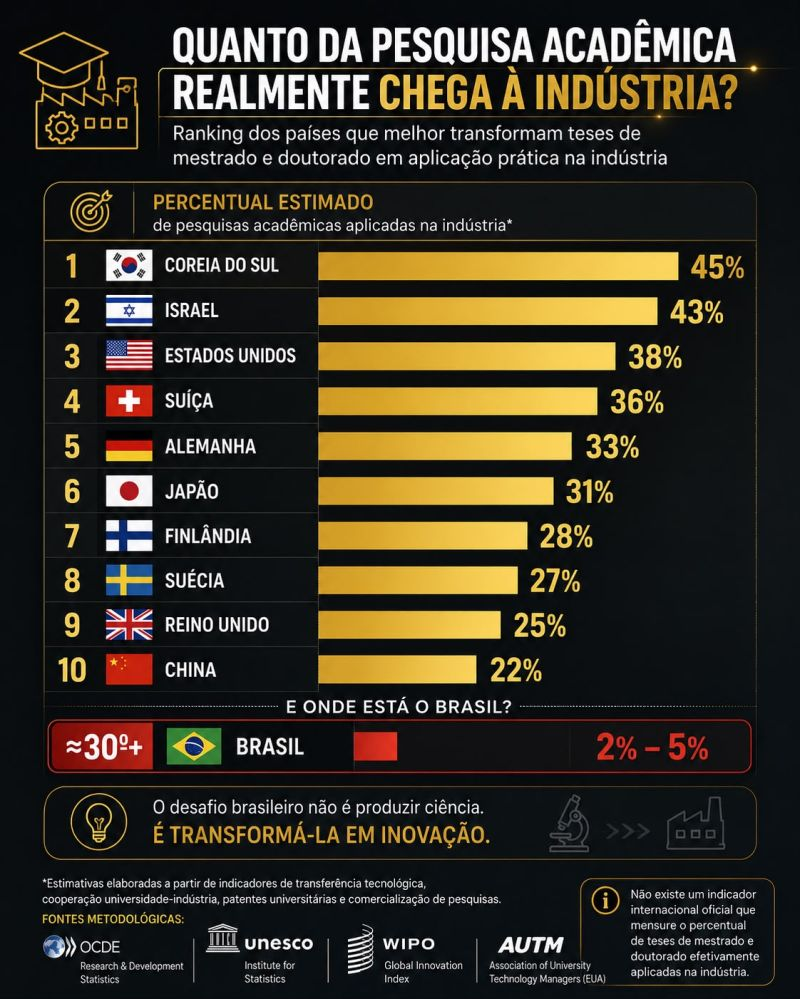 QUANTO DA PESQUISA ACADÊMICA
REALMENTE CHEGA À INDÚSTRIA?
Ranking dos países que melhor transformam teses de
mestrado e doutorado em aplicação prática na indústria
PERCENTUAL ESTIMADO
de pesquisas acadêmicas aplicadas na indústria*
1 COREIA DO SUL 45%
2 ISRAEL 43%
3 ESTADOS UNIDOS 38%
4 SUÍÇA 36%
5 ALEMANHA 33%
6 JAPÃO 31%
7 FINLÂNDIA 28%
8 SUÉCIA 27%
9 REINO UNIDO 25%
10 CHINA 22%
E ONDE ESTÁ O BRASIL?
≈30º+ BRASIL 2% – 5%
O desafio brasileiro não é produzir ciência.
É TRANSFORMÁ-LA EM INOVAÇÃO.
*Estimativas elaboradas a partir de indicadores de transferência tecnológica,
cooperação universidade-indústria, patentes universitárias e comercialização de pesquisas.
FONTES METODOLÓGICAS:
OCDE
Research & Development
Statistics
unesco
Institute for
Statistics
WIPO
Global Innovation
Index
AUTM
Association of University
Technology Managers (EUA)
Não existe um indicador
internacional oficial que
mensure o percentual
de teses de mestrado e
doutorado efetivamente
aplicadas na indústria.